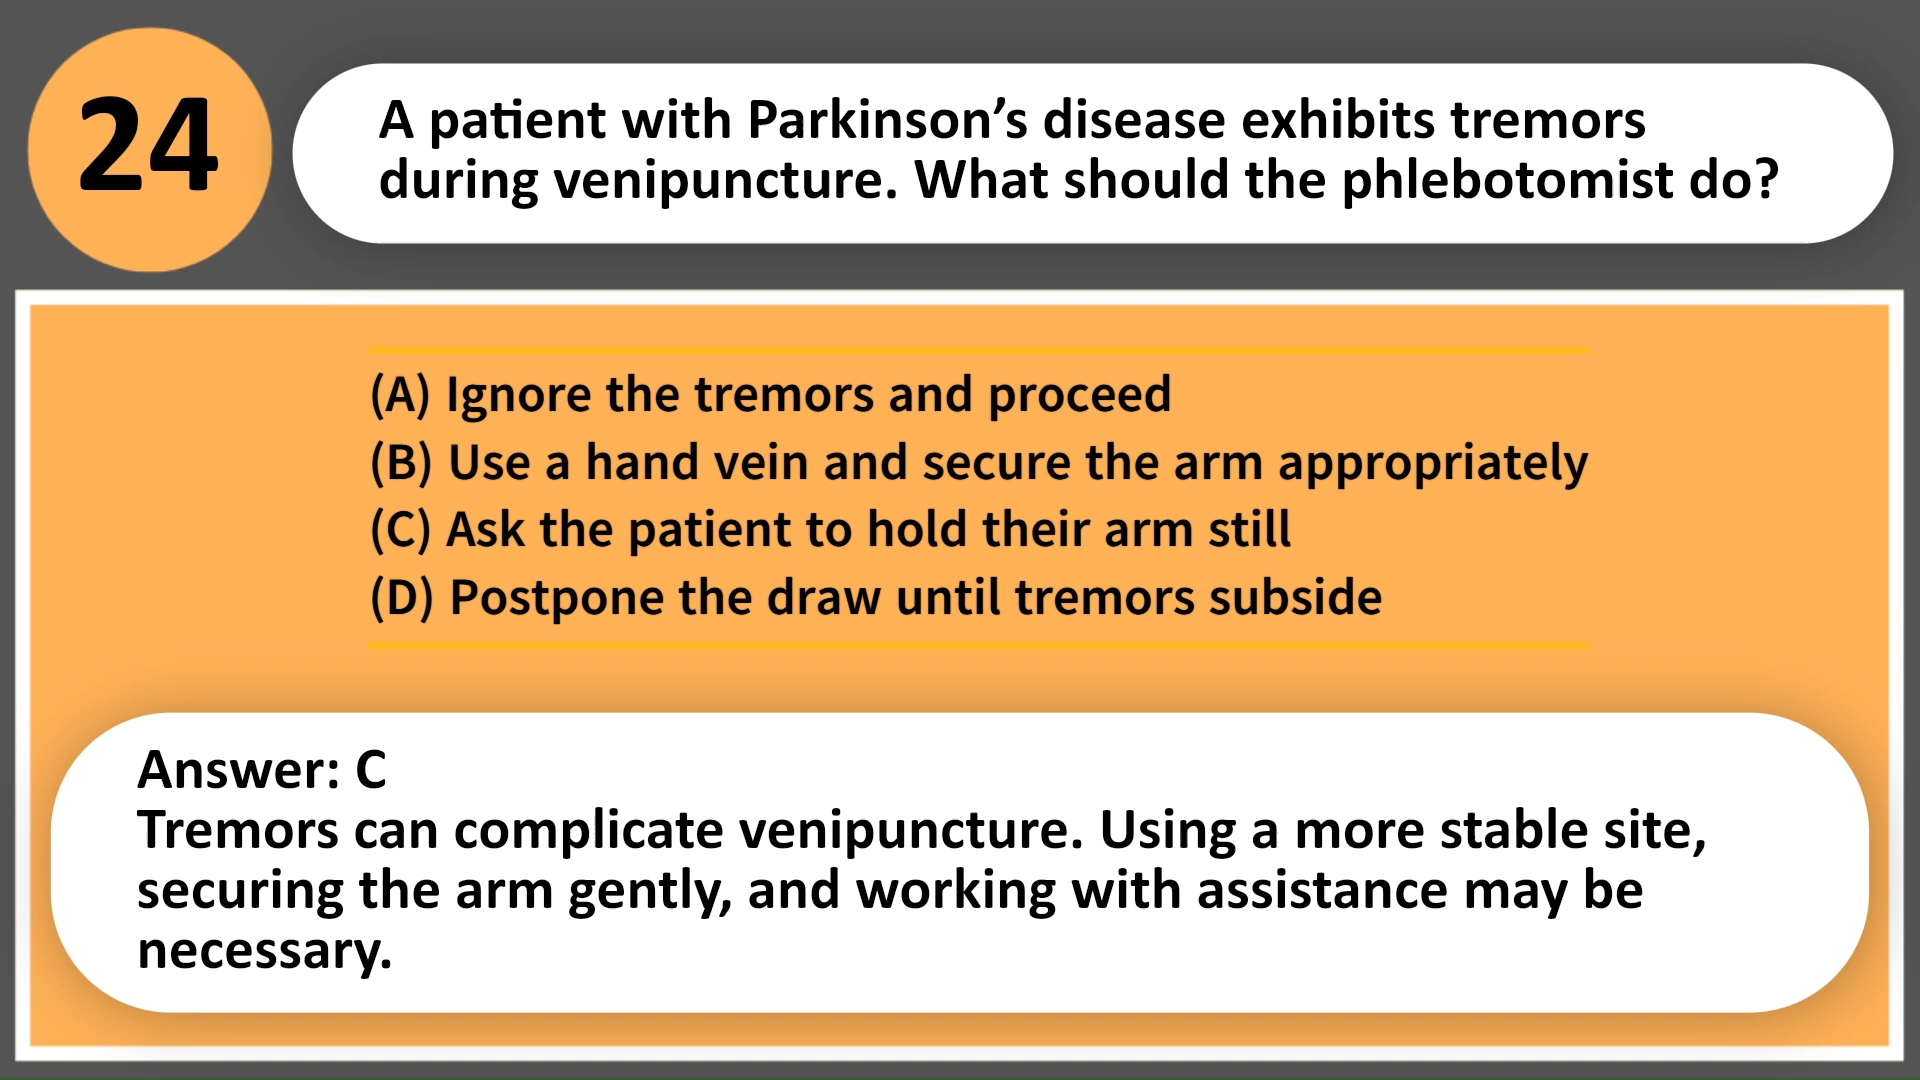 24
A patient with Parkinson’s disease exhibits tremors
during venipuncture. What should the phlebotomist do?
(A) Ignore the tremors and proceed
(B) Use a hand vein and secure the arm appropriately
(C) Ask the patient to hold their arm still
(D) Postpone the draw until tremors subside
Answer: C
Tremors can complicate venipuncture. Using a more stable site,
securing the arm gently, and working with assistance may be
necessary.